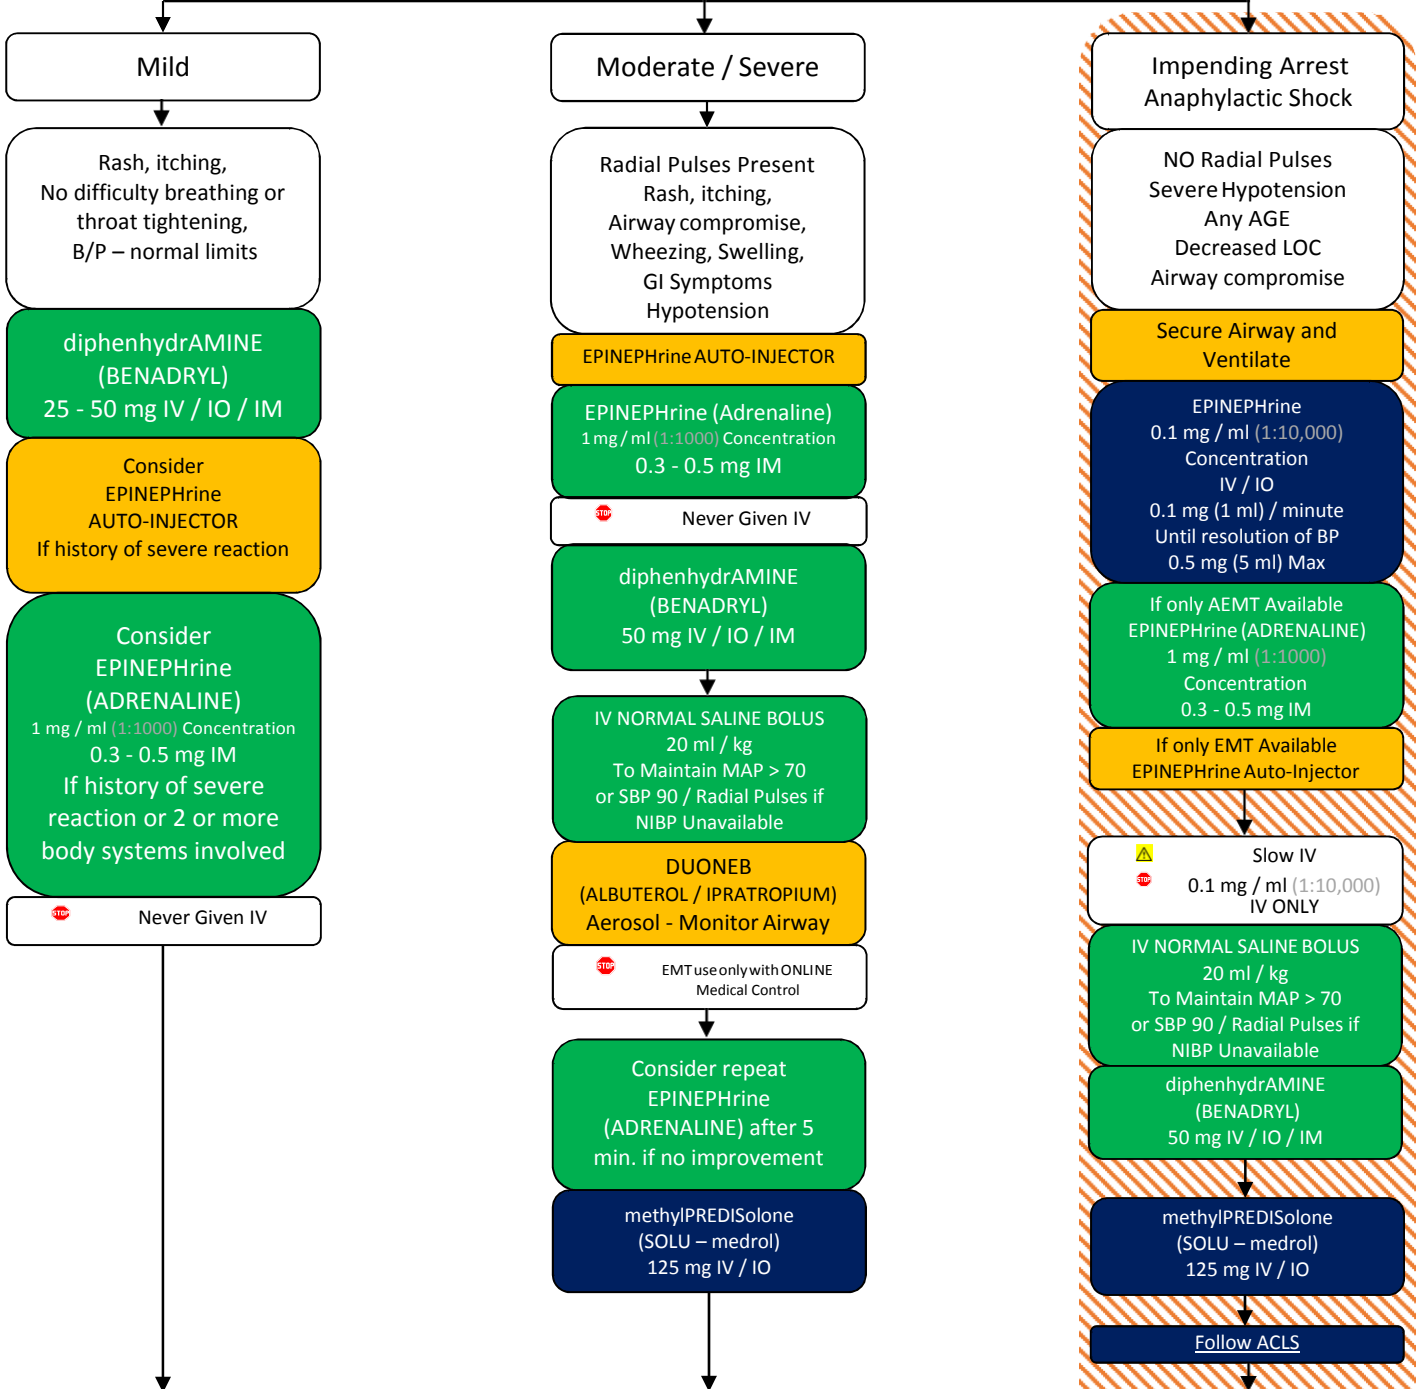 Mild
Rash, itching,
No difficulty breathing or
throat tightening,
B/P – normal limits
diphenhydrAMINE
(BENADRYL)
25 - 50 mg IV / IO / IM
Consider
EPINEPHrine
AUTO-INJECTOR
If history of severe reaction
Consider
EPINEPHrine
(ADRENALINE)
1 mg / ml (1:1000) Concentration
0.3 - 0.5 mg IM
If history of severe
reaction or 2 or more
body systems involved
STOP
Never Given IV
Moderate / Severe
Radial Pulses Present
Rash, itching,
Airway compromise,
Wheezing, Swelling,
GI Symptoms
Hypotension
EPINEPHrine AUTO-INJECTOR
EPINEPHrine (Adrenaline)
1 mg / ml (1:1000) Concentration
0.3 - 0.5 mg IM
STOP
Never Given IV
diphenhydrAMINE
(BENADRYL)
50 mg IV / IO / IM
IV NORMAL SALINE BOLUS
20 ml / kg
To Maintain MAP > 70
or SBP 90 / Radial Pulses if
NIBP Unavailable
DUONEB
(ALBUTEROL / IPRATROPIUM)
Aerosol - Monitor Airway
STOP
EMT use only with ONLINE
Medical Control
Consider repeat
EPINEPHrine
(ADRENALINE) after 5
min. if no improvement
methylPREDISolone
(SOLU – medrol)
125 mg IV / IO
Impending Arrest
Anaphylactic Shock
NO Radial Pulses
Severe Hypotension
Any AGE
Decreased LOC
Airway compromise
Secure Airway and
Ventilate
EPINEPHrine
0.1 mg / ml (1:10,000)
Concentration
IV / IO
0.1 mg (1 ml) / minute
Until resolution of BP
0.5 mg (5 ml) Max
If only AEMT Available
EPINEPHrine (ADRENALINE)
1 mg / ml (1:1000)
Concentration
0.3 - 0.5 mg IM
If only EMT Available
EPINEPHrine Auto-Injector
Slow IV
STOP
0.1 mg / ml (1:10,000)
IV ONLY
IV NORMAL SALINE BOLUS
20 ml / kg
To Maintain MAP > 70
or SBP 90 / Radial Pulses if
NIBP Unavailable
diphenhydrAMINE
(BENADRYL)
50 mg IV / IO / IM
methylPREDISolone
(SOLU – medrol)
125 mg IV / IO
Follow ACLS